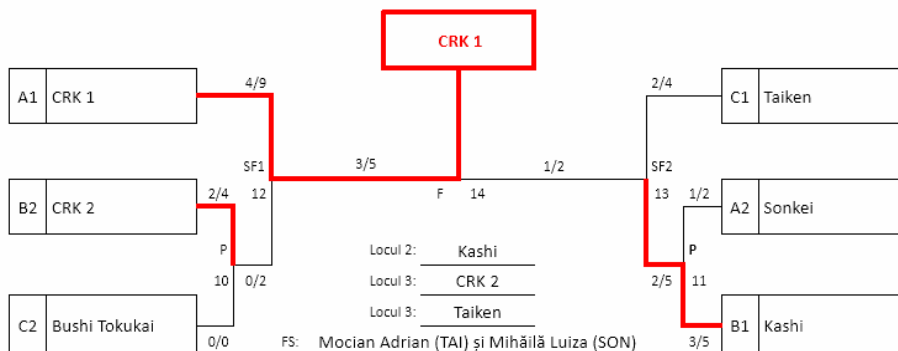 CRK 1
4/9
2/4
A1 CRK 1
C1 Taiken
SF1
3/5
1/2
SF2
B2 CRK 2
2/4
12
F
14
13
1/2
A2 Sonkei
P
P
Locul 2: Kashi
10
0/2
2/5
11
Locul 3: CRK 2
C2 Bushi Tokukai
Locul 3: Taiken
B1 Kashi
0/0
FS: Mocian Adrian (TAI) și Mihăilă Luiza (SON)
3/5